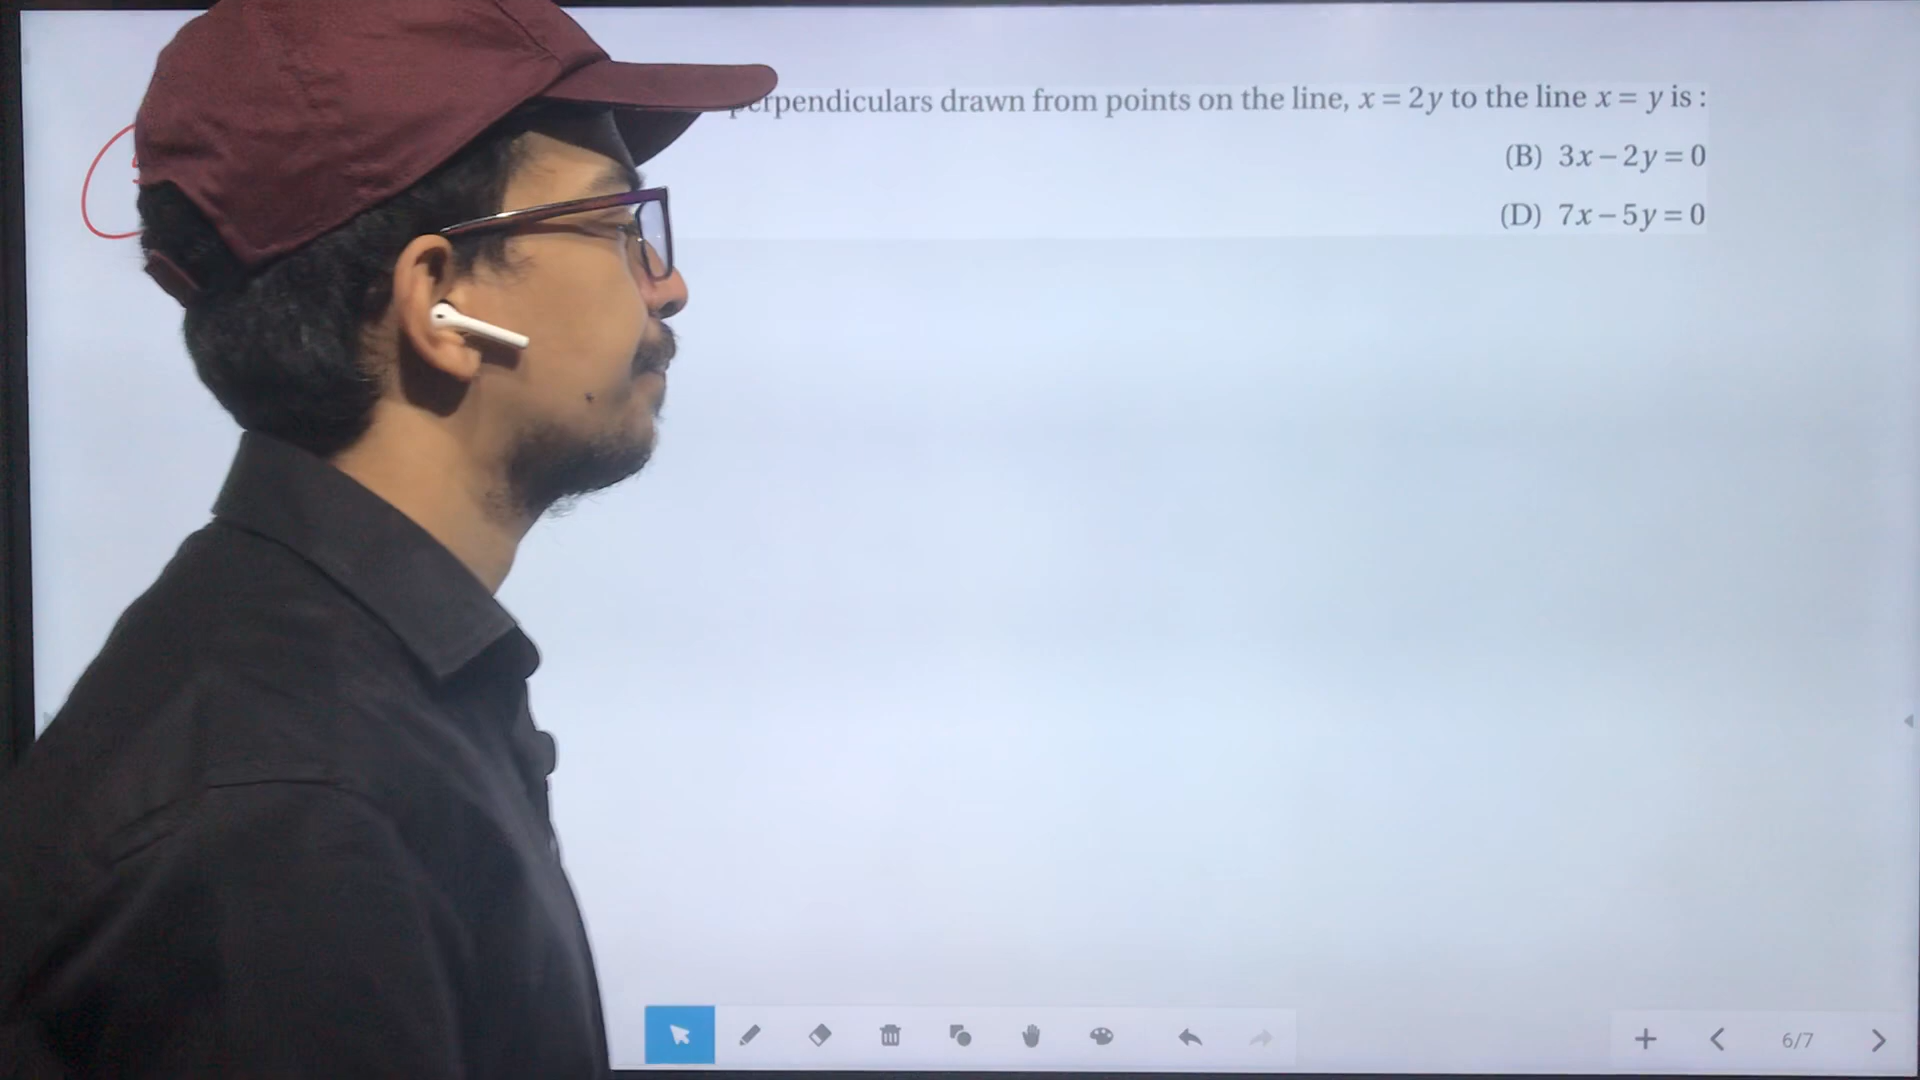 perpendiculars drawn from points on the line, x = 2y to the line x = y is :
(B) 3x – 2y = 0
(D) 7x – 5y = 0
6/7